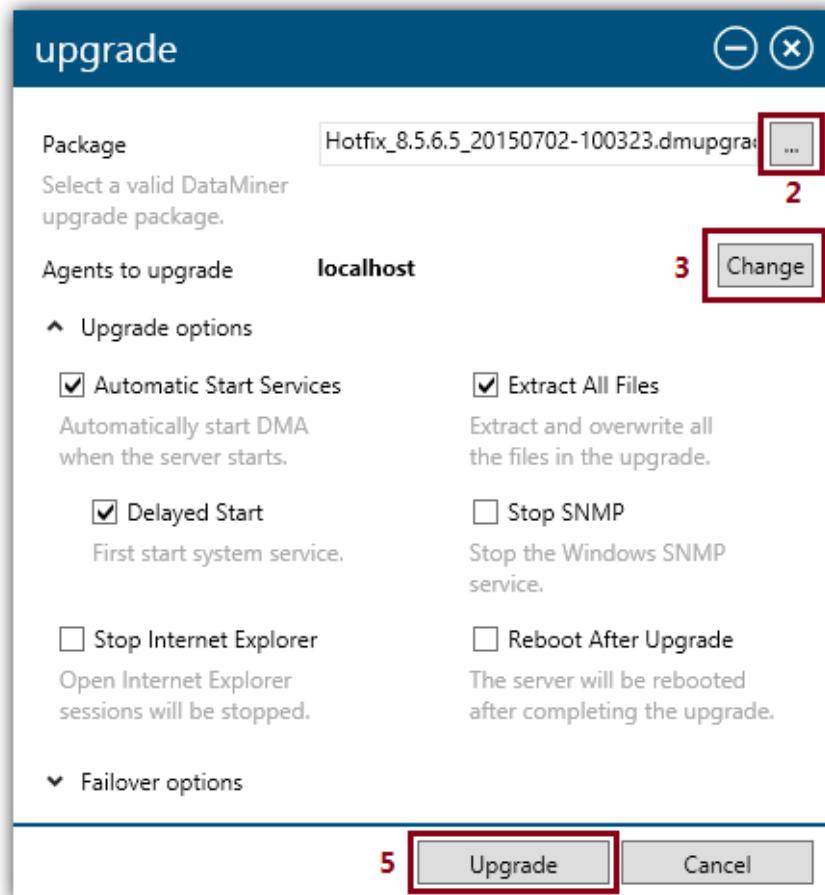 upgrade
Package
Hotfix_8.5.6.5_20150702-100323.dmupgra
...
Select a valid DataMiner
upgrade package.
2
Agents to upgrade
localhost
3
Change
Upgrade options
Automatic Start Services
Extract All Files
Automatically start DMA
when the server starts.
Extract and overwrite all
the files in the upgrade.
Delayed Start
Stop SNMP
First start system service.
Stop the Windows SNMP
service.
Stop Internet Explorer
Reboot After Upgrade
Open Internet Explorer
sessions will be stopped.
The server will be rebooted
after completing the upgrade.
Failover options
5
Upgrade
Cancel